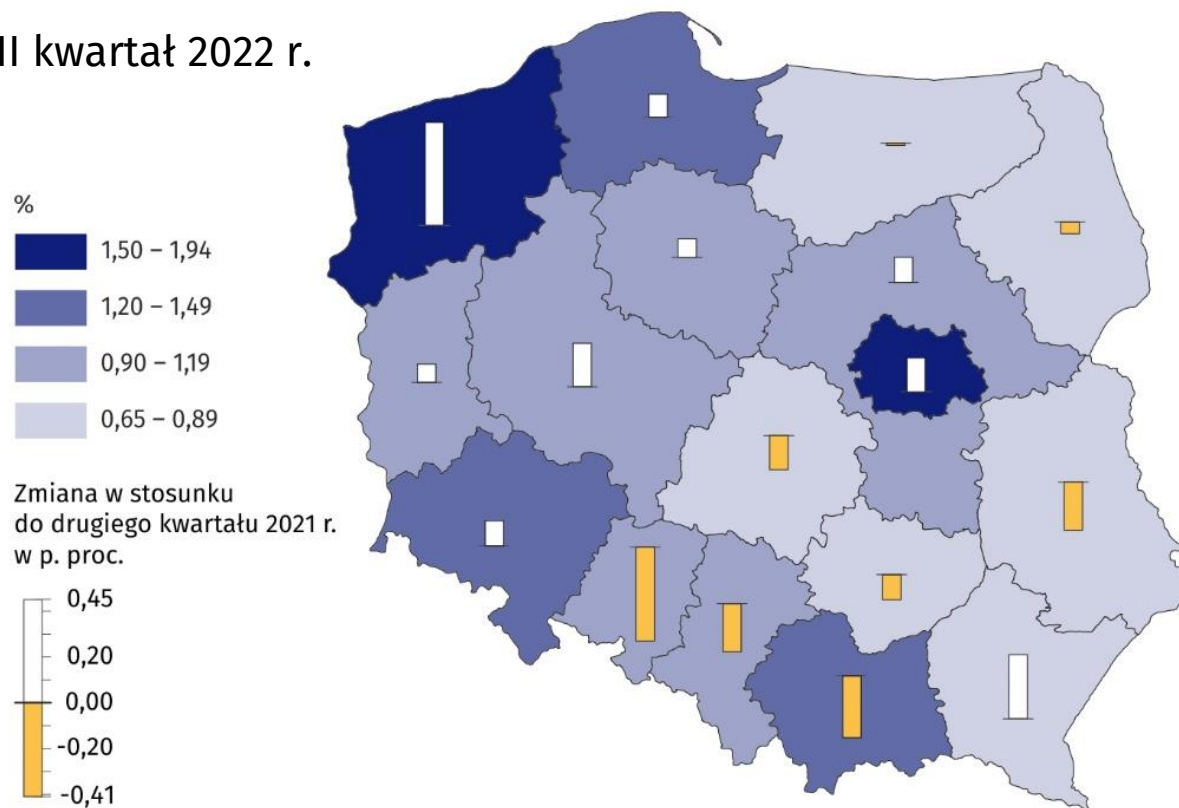 II kwartał 2022 r.
%
1,50 – 1,94
1,20 – 1,49
0,90 – 1,19
0,65 – 0,89
Zmiana w stosunku
do drugiego kwartału 2021 r.
w p. proc.
0,45
0,20
0,00
-0,20
-0,41